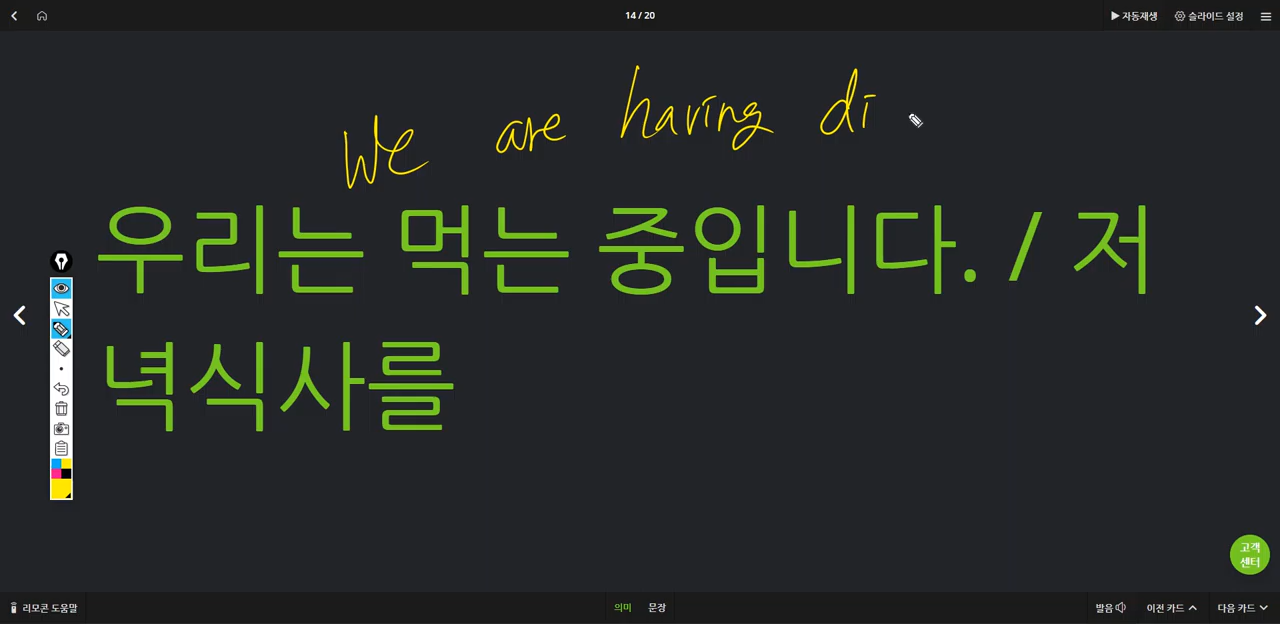 14 / 20
자동재생
슬라이드 설정
We are having di
우리는 먹는 중입니다. / 저
녁식사를
고객
센터
리모콘 도움말
의미
문장
발음
이전 카드
다음 카드